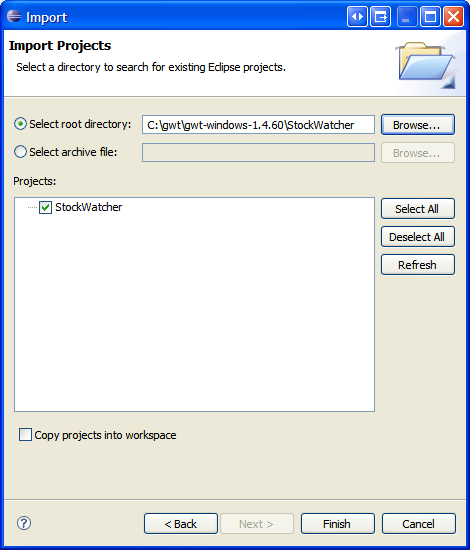 Import
Import Projects
Select a directory to search for existing Eclipse projects.
Select root directory: C:\gwt\gwt-windows-1.4.60\StockWatcher Browse...
Select archive file: Browse...
Projects:
StockWatcher
Select All
Deselect All
Refresh
Copy projects into workspace
? < Back Next > Finish Cancel